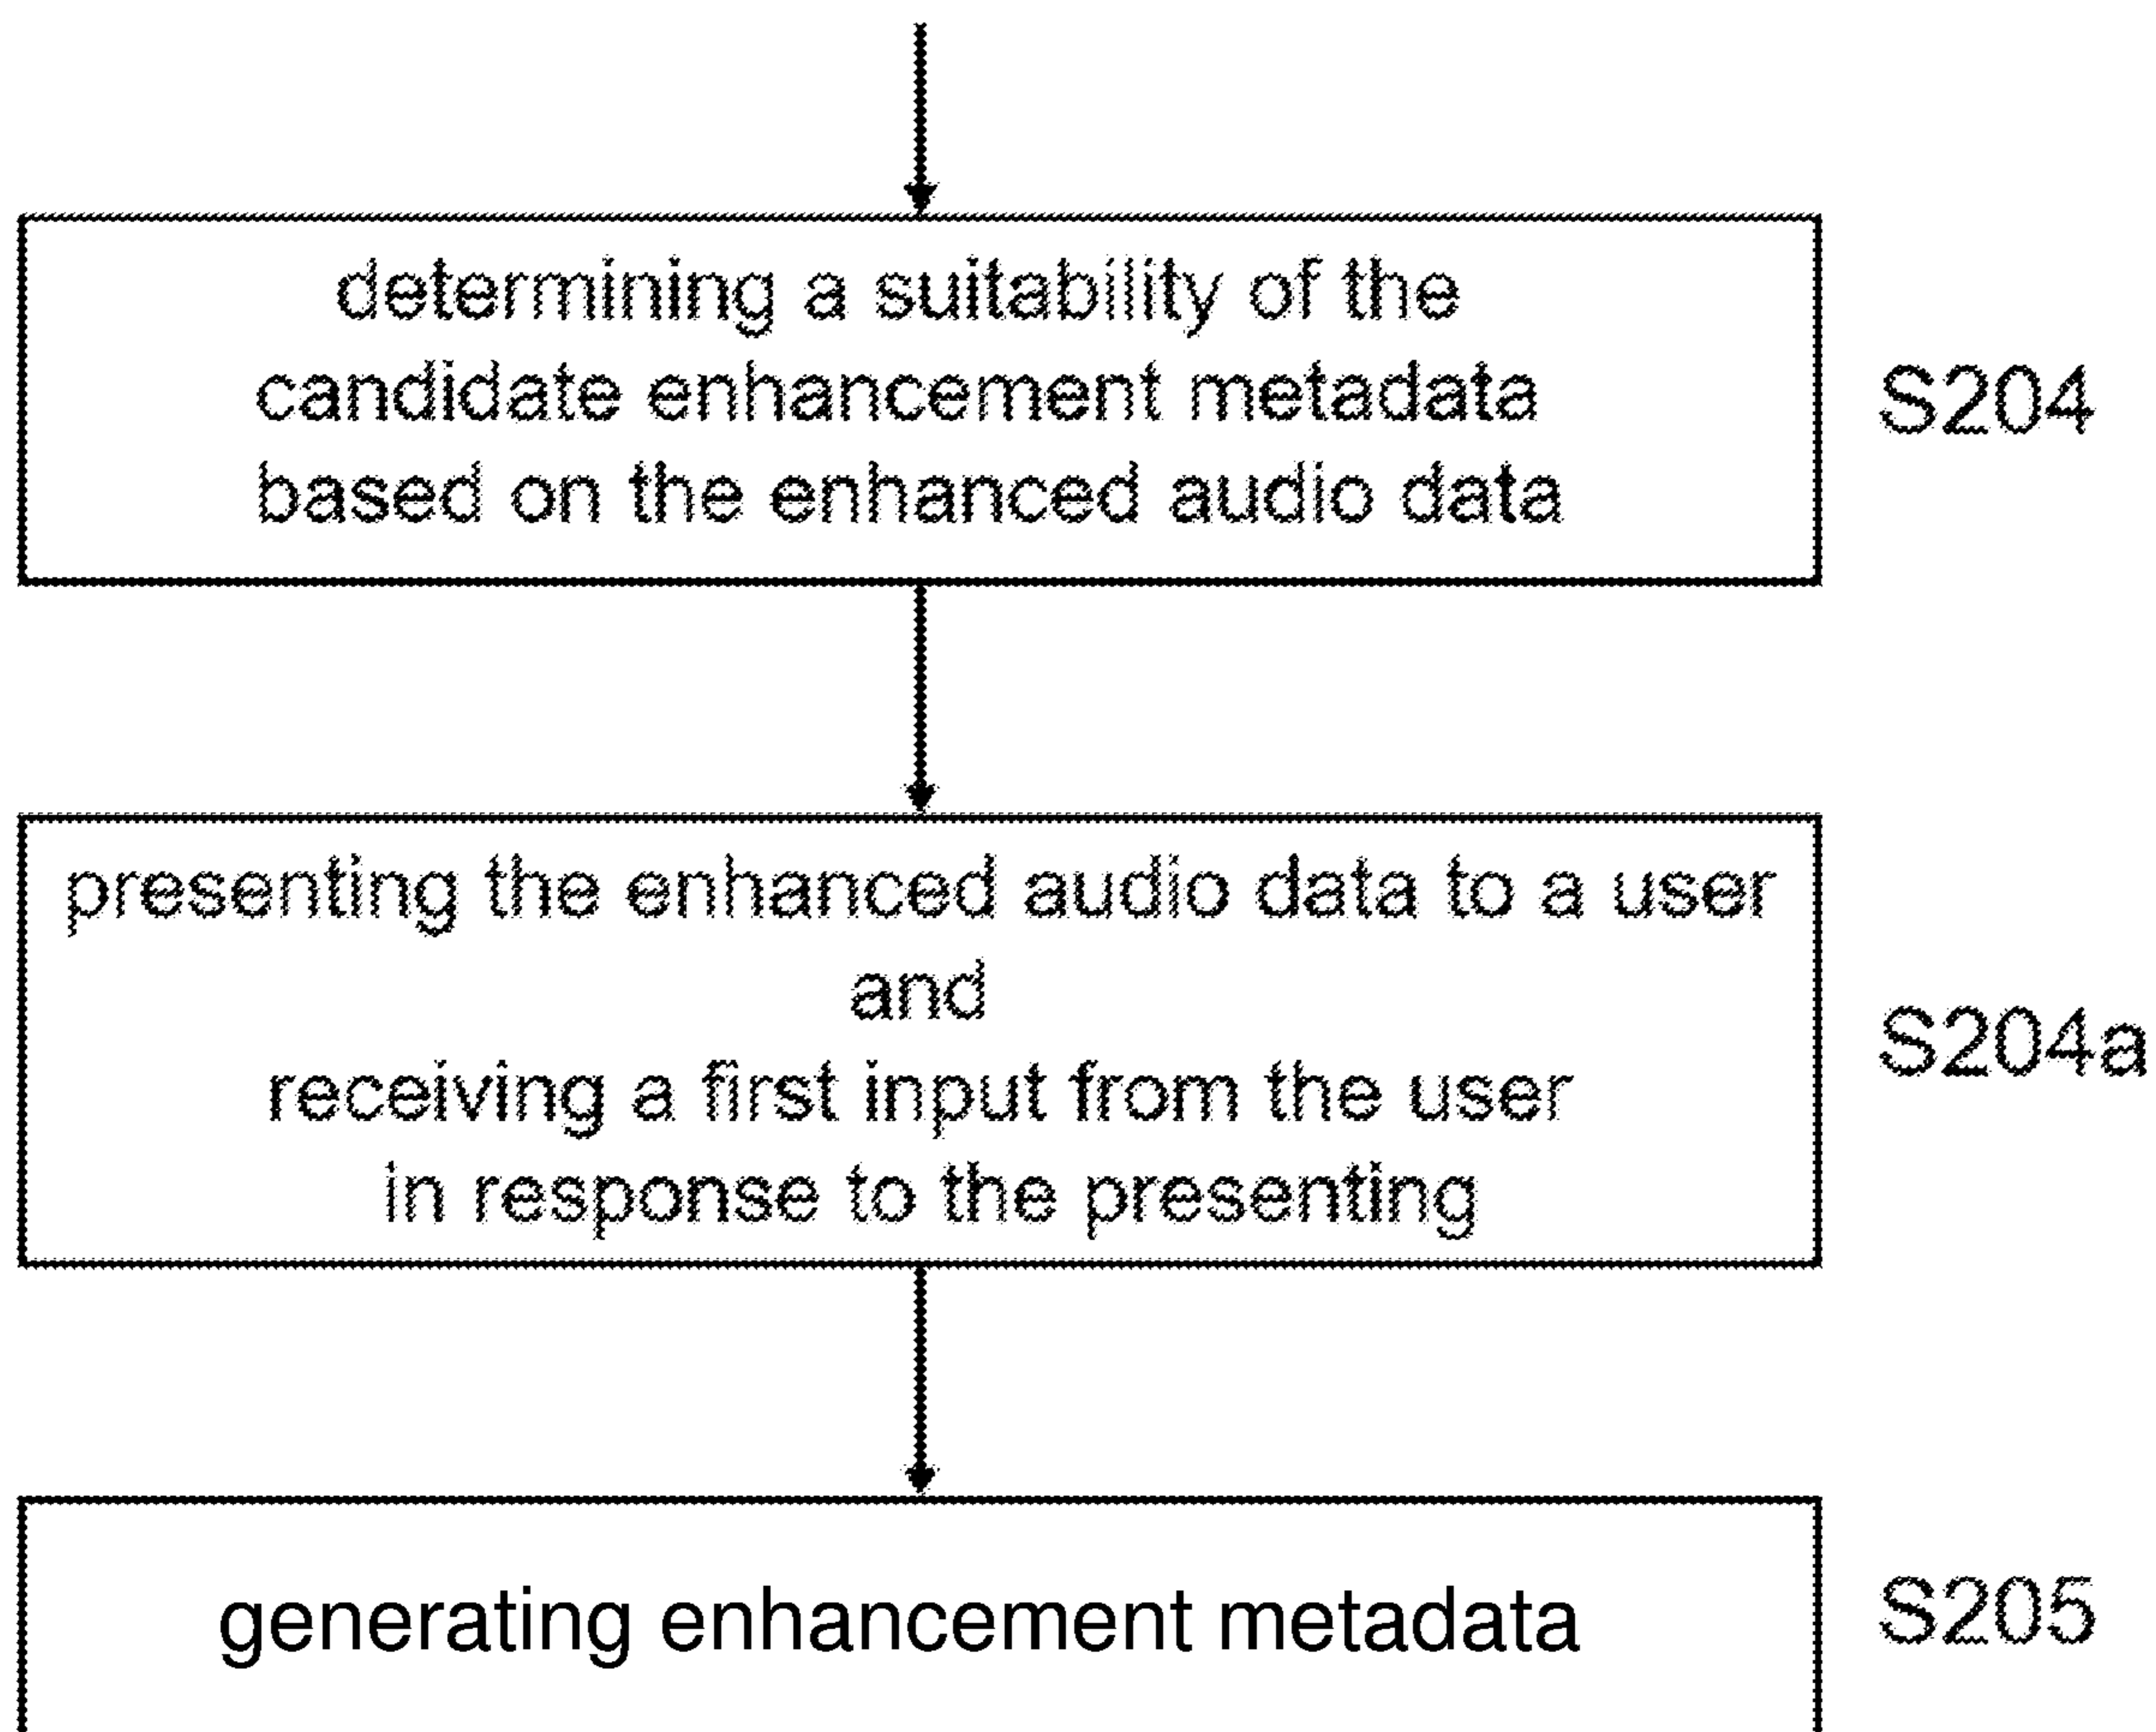 determining a suitability of the
candidate enhancement metadata
based on the enhanced audio data
S204
presenting the enhanced audio data to a user
and
receiving a first input from the user
in response to the presenting
S204a
generating enhancement metadata
S205